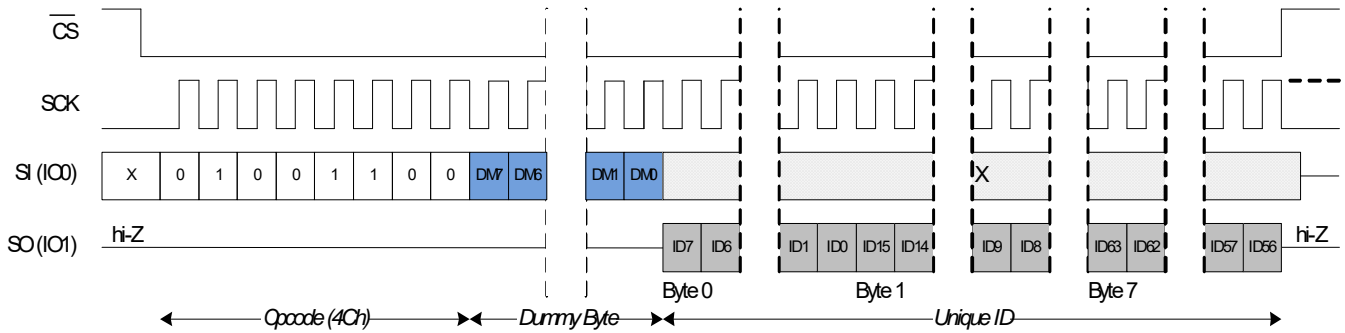 CS
SCK
SI (IO0) X 0 1 0 0 1 1 0 0 DM7 DM6 DM1 DM0 X
SO (IO1) hi-Z ID7 ID6 ID1 ID0 ID15 ID14 ID9 ID8 ID63 ID62 ID57 ID56 hi-Z
Byte 0 Byte 1 Byte 7
Opcode (4Ch) Dummy Byte Unique ID